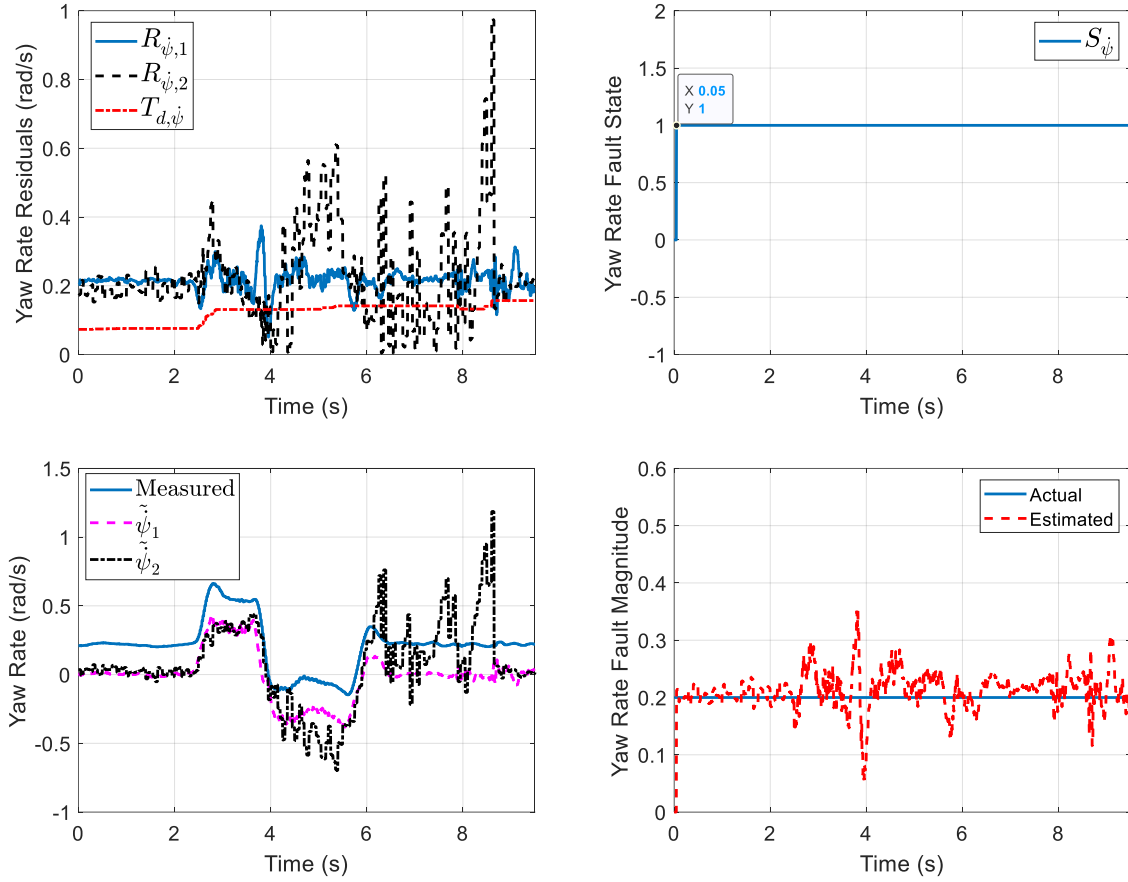 Yaw Rate Residuals (rad/s)
1
0.8
0.6
0.4
0.2
0
0 2 4 6 8
Time (s)
R_ψ̇,1
R_ψ̇,2
T_d,ψ̇
Yaw Rate Fault State
2
1.5
1
0.5
0
-0.5
-1
0 2 4 6 8
Time (s)
S_ψ̇
X 0.05
Y 1
Yaw Rate (rad/s)
1.5
1
0.5
0
-0.5
-1
0 2 4 6 8
Time (s)
Measured
ψ̇̃_1
ψ̇̃_2
Yaw Rate Fault Magnitude
0.6
0.5
0.4
0.3
0.2
0.1
0
0 2 4 6 8
Time (s)
Actual
Estimated